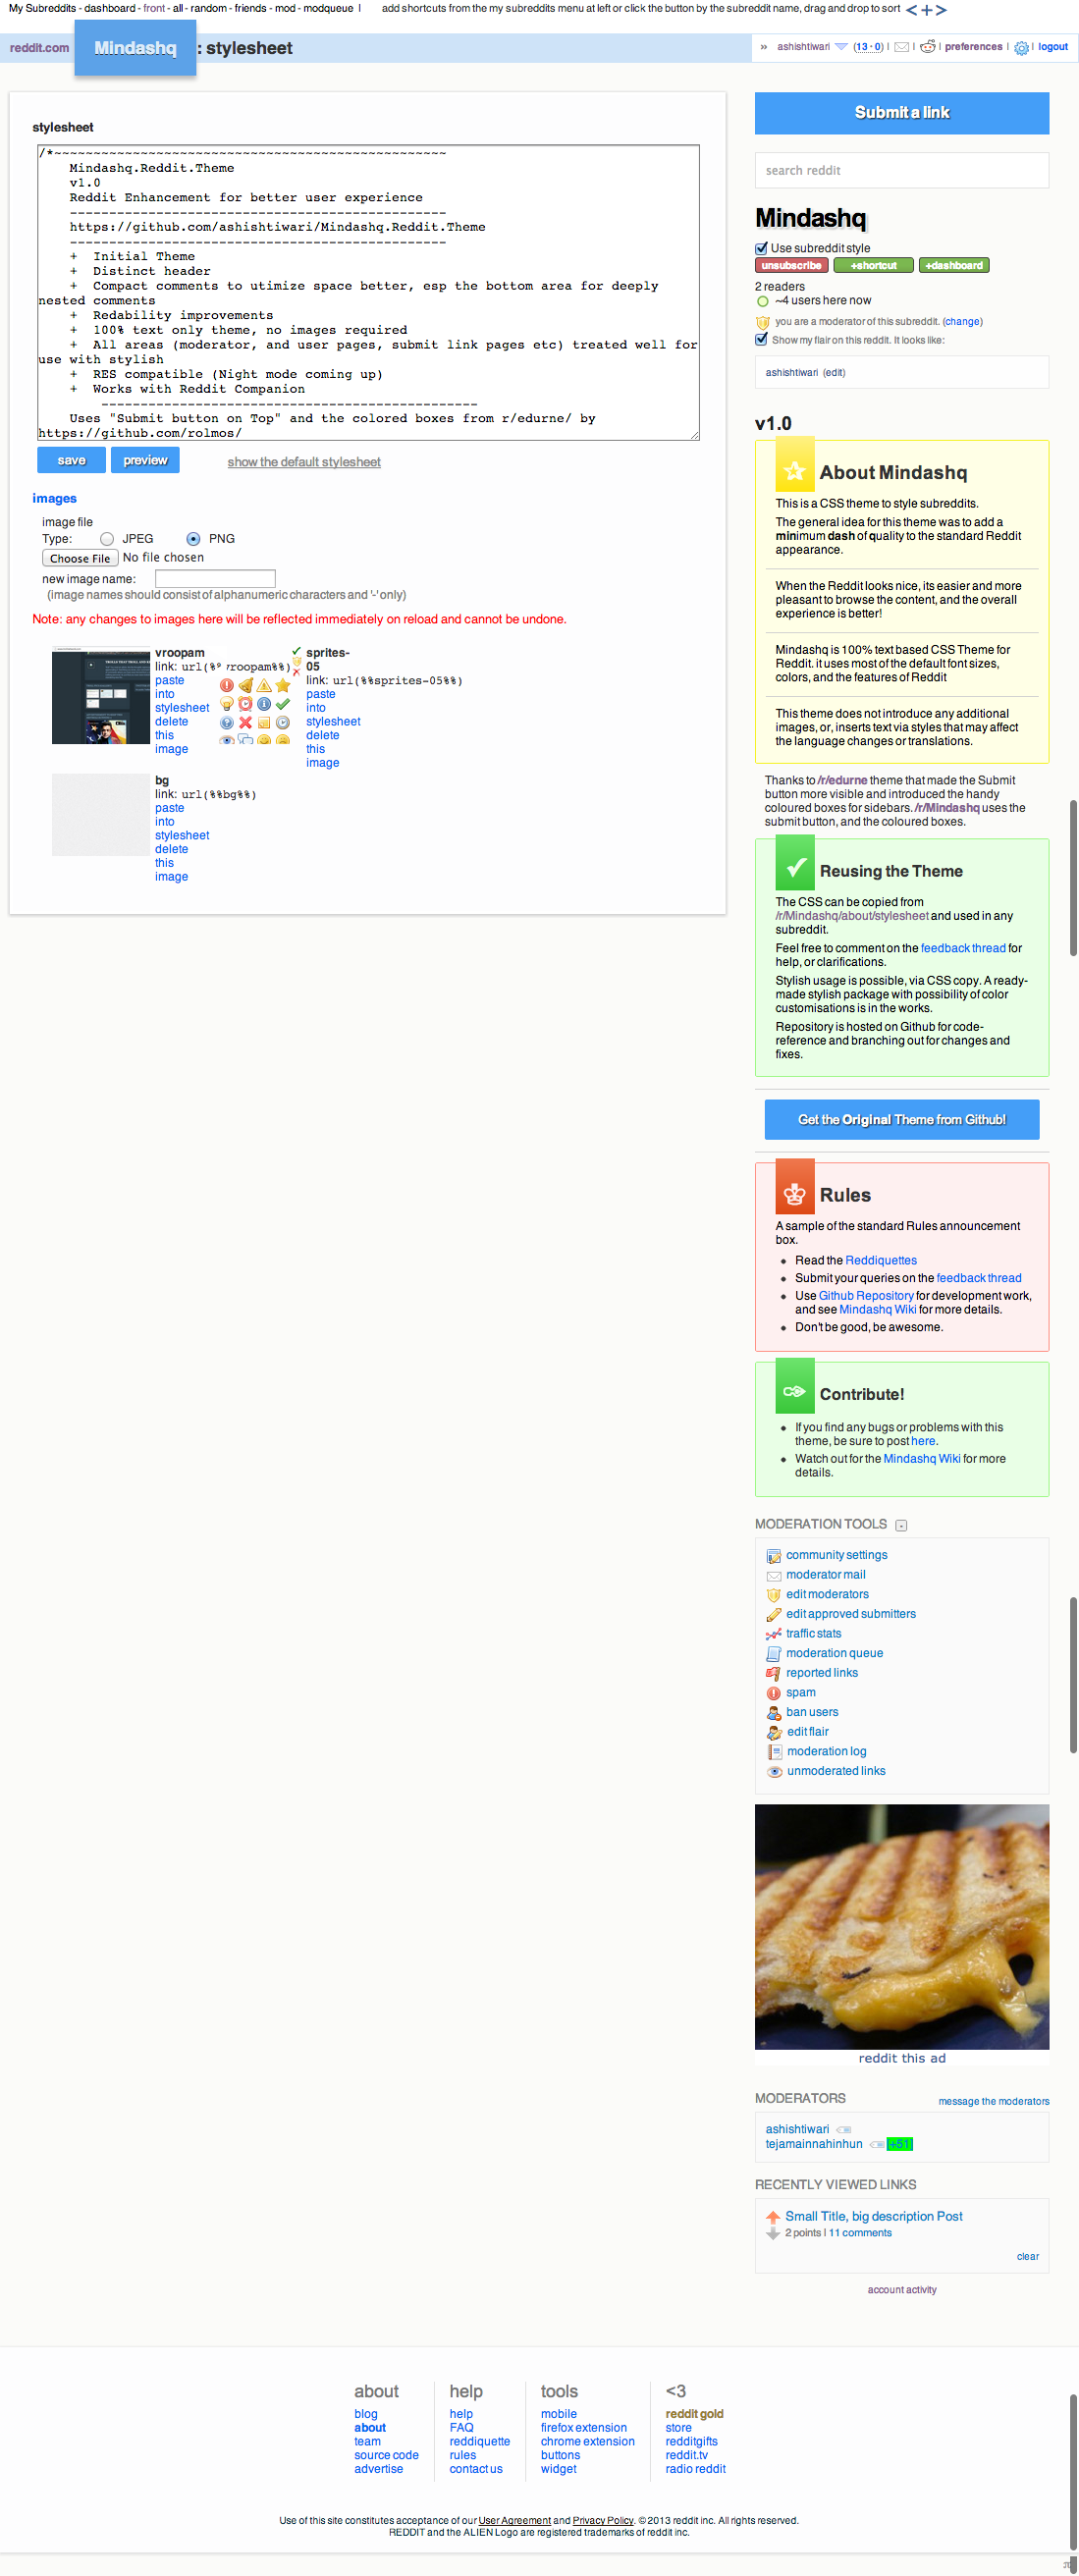 My Subreddits - dashboard - front - all - random - friends - mod - modqueue | add shortcuts from the my subreddits menu at left or click the button by the subreddit name, drag and drop to sort < + >
reddit.com Mindashq : stylesheet
» ashishtiwari (13 · 0) | | | preferences | | logout
stylesheet
/*~~~~~~~~~~~~~~~~~~~~~~~~~~~~~~~~~~~~~~~~~~~~~~~~~~
Mindashq.Reddit.Theme
v1.0
Reddit Enhancement for better user experience
------------------------------------------------
https://github.com/ashishtiwari/Mindashq.Reddit.Theme
------------------------------------------------
+ Initial Theme
+ Distinct header
+ Compact comments to utimize space better, esp the bottom area for deeply
nested comments
+ Redability improvements
+ 100% text only theme, no images required
+ All areas (moderator, and user pages, submit link pages etc) treated well for
use with stylish
+ RES compatible (Night mode coming up)
+ Works with Reddit Companion
------------------------------------------------
Uses "Submit button on Top" and the colored boxes from r/edurne/ by
https://github.com/rolmos/
save preview show the default stylesheet
images
image file
Type: JPEG PNG
Choose File No file chosen
new image name:
(image names should consist of alphanumeric characters and '-' only)
Note: any changes to images here will be reflected immediately on reload and cannot be undone.
vroopam
link: url(%%vroopam%%)
paste
into
stylesheet
delete
this
image
sprites-
05
link: url(%%sprites-05%%)
paste
into
stylesheet
delete
this
image
bg
link: url(%%bg%%)
paste
into
stylesheet
delete
this
image
Submit a link
search reddit
Mindashq
Use subreddit style
unsubscribe +shortcut +dashboard
2 readers
~4 users here now
you are a moderator of this subreddit. (change)
Show my flair on this reddit. It looks like:
ashishtiwari (edit)
v1.0
About Mindashq
This is a CSS theme to style subreddits.
The general idea for this theme was to add a
minimum dash of quality to the standard Reddit
appearance.
When the Reddit looks nice, its easier and more
pleasant to browse the content, and the overall
experience is better!
Mindashq is 100% text based CSS Theme for
Reddit. it uses most of the default font sizes,
colors, and the features of Reddit
This theme does not introduce any additional
images, or, inserts text via styles that may affect
the language changes or translations.
Thanks to /r/edurne theme that made the Submit
button more visible and introduced the handy
coloured boxes for sidebars. /r/Mindashq uses the
submit button, and the coloured boxes.
Reusing the Theme
The CSS can be copied from
/r/Mindashq/about/stylesheet and used in any
subreddit.
Feel free to comment on the feedback thread for
help, or clarifications.
Stylish usage is possible, via CSS copy. A ready-
made stylish package with possibility of color
customisations is in the works.
Repository is hosted on Github for code-
reference and branching out for changes and
fixes.
Get the Original Theme from Github!
Rules
A sample of the standard Rules announcement
box.
Read the Reddiquettes
Submit your queries on the feedback thread
Use Github Repository for development work,
and see Mindashq Wiki for more details.
Don't be good, be awesome.
Contribute!
If you find any bugs or problems with this
theme, be sure to post here.
Watch out for the Mindashq Wiki for more
details.
MODERATION TOOLS
community settings
moderator mail
edit moderators
edit approved submitters
traffic stats
moderation queue
reported links
spam
ban users
edit flair
moderation log
unmoderated links
reddit this ad
MODERATORS message the moderators
ashishtiwari
tejamainnahinhun [+51]
RECENTLY VIEWED LINKS
Small Title, big description Post
2 points | 11 comments
clear
account activity
about
blog
about
team
source code
advertise
help
help
FAQ
reddiquette
rules
contact us
tools
mobile
firefox extension
chrome extension
buttons
widget
<3
reddit gold
store
redditgifts
reddit.tv
radio reddit
Use of this site constitutes acceptance of our User Agreement and Privacy Policy. © 2013 reddit inc. All rights reserved.
REDDIT and the ALIEN Logo are registered trademarks of reddit inc.
π